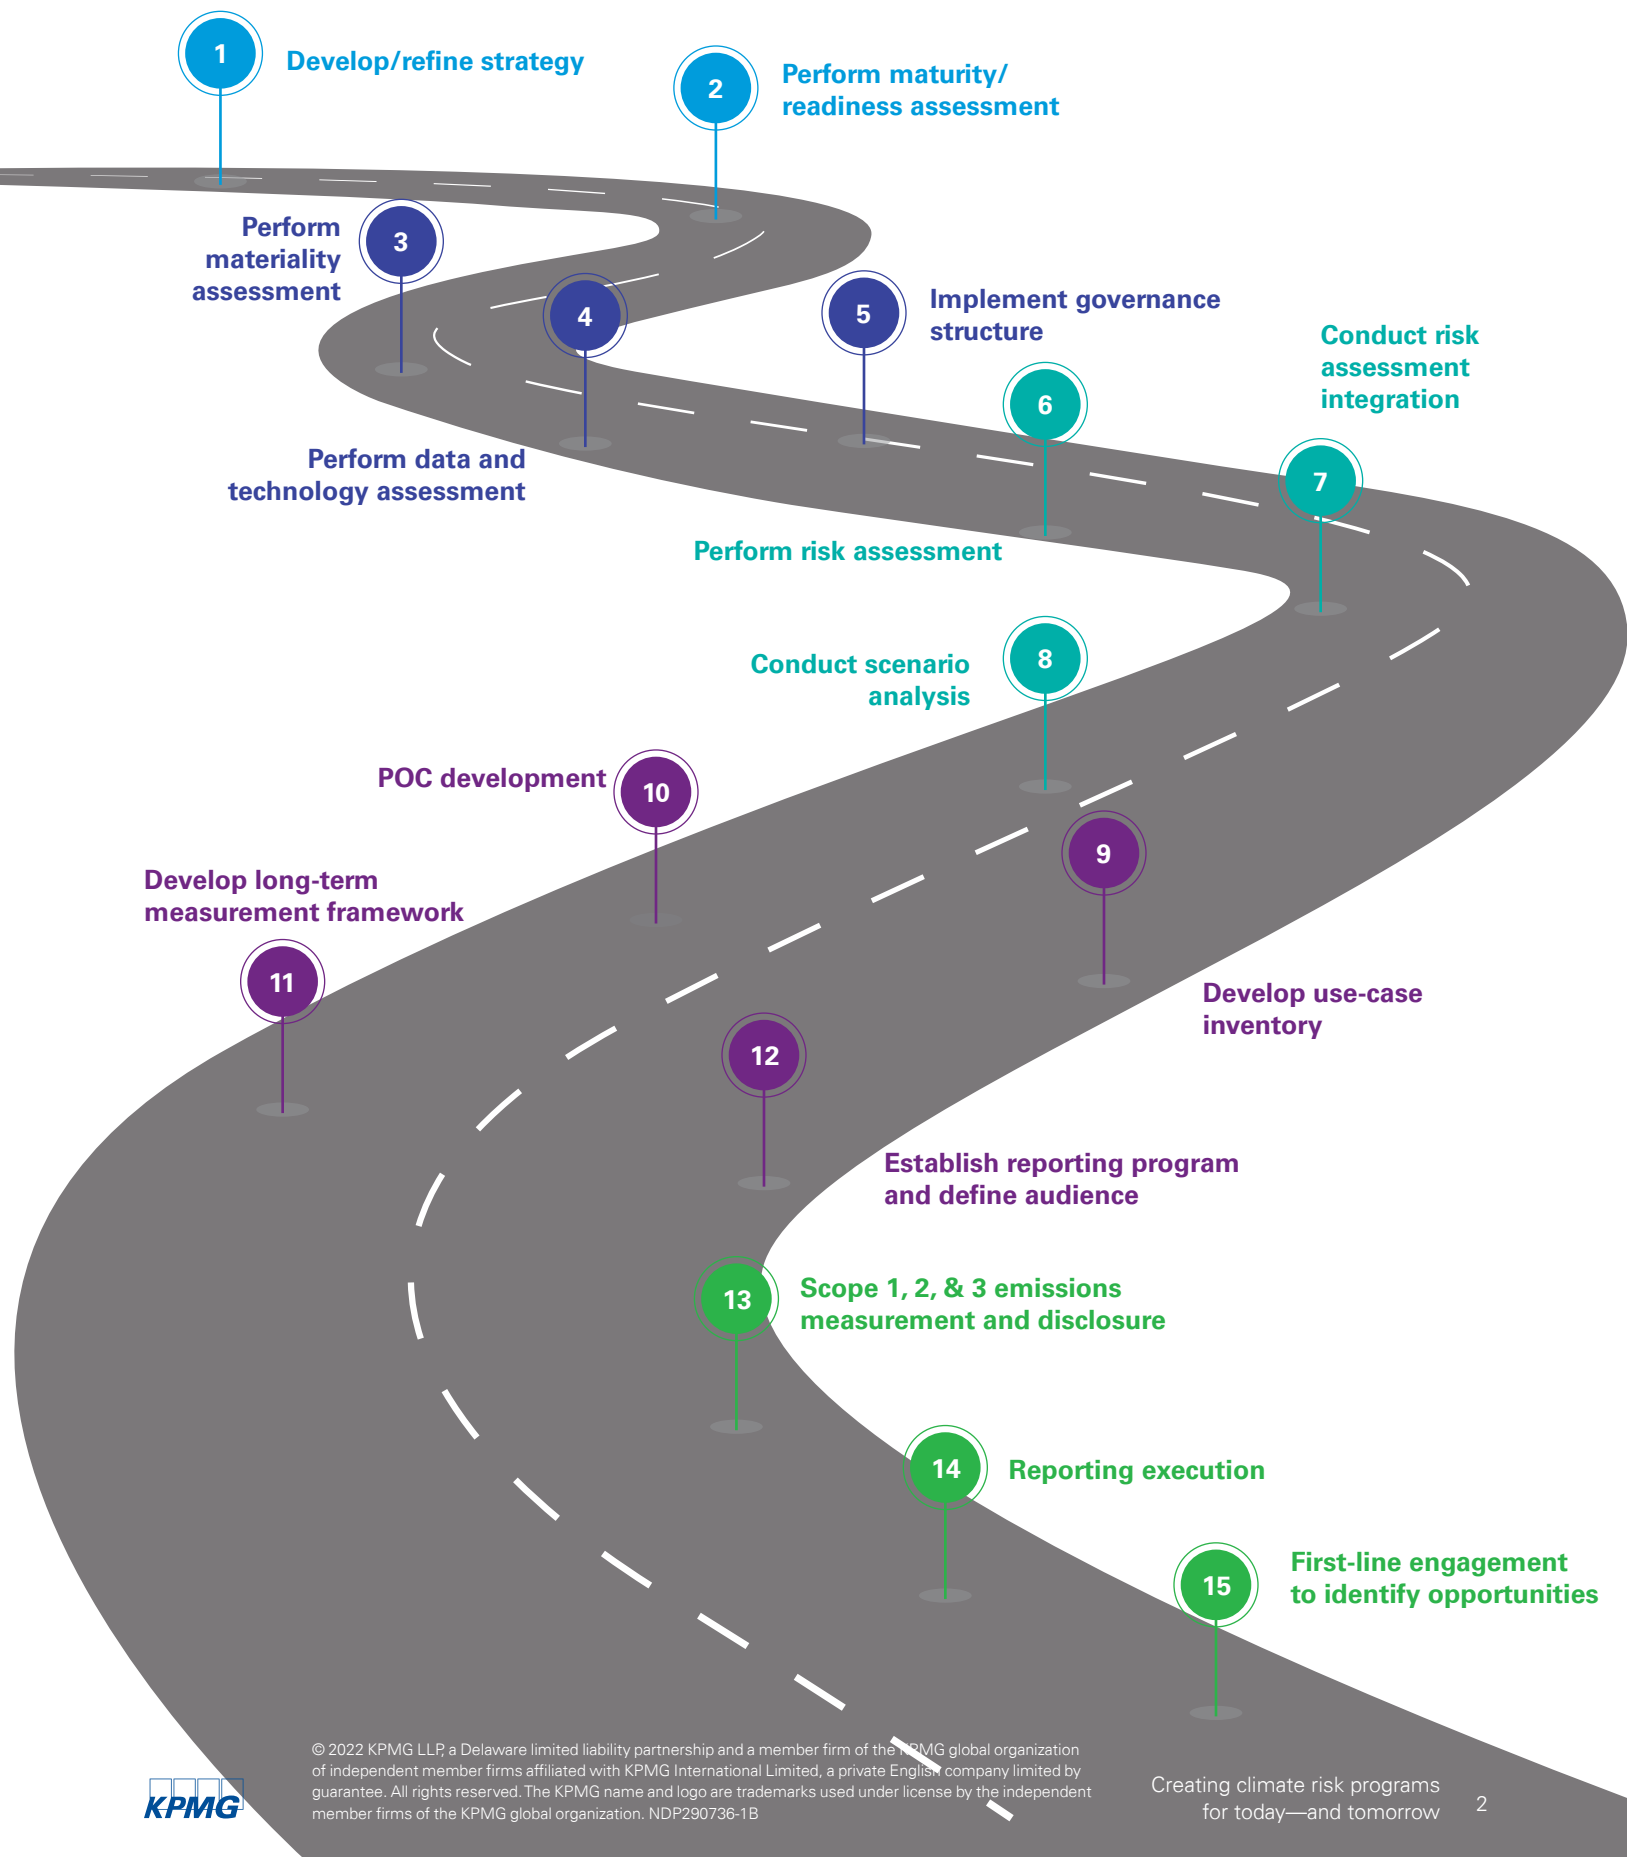 1
Develop/refine strategy
2
Perform maturity/
readiness assessment
3
Perform
materiality
assessment
4
Perform data and
technology assessment
5
Implement governance
structure
6
Perform risk assessment
7
Conduct risk
assessment
integration
8
Conduct scenario
analysis
9
Develop use-case
inventory
10
POC development
11
Develop long-term
measurement framework
12
Establish reporting program
and define audience
13
Scope 1, 2, & 3 emissions
measurement and disclosure
14
Reporting execution
15
First-line engagement
to identify opportunities
KPMG
© 2022 KPMG LLP, a Delaware limited liability partnership and a member firm of the KPMG global organization
of independent member firms affiliated with KPMG International Limited, a private English company limited by
guarantee. All rights reserved. The KPMG name and logo are trademarks used under license by the independent
member firms of the KPMG global organization. NDP290736-1B
Creating climate risk programs
for today—and tomorrow
2